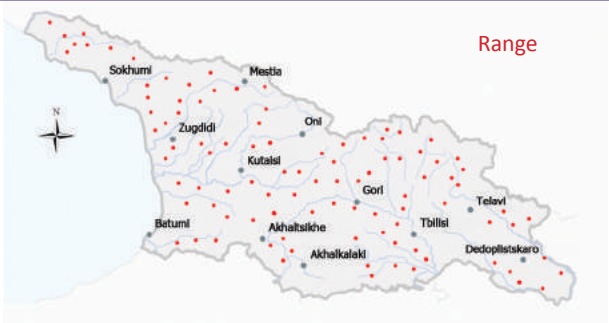 Range
N
Sokhumi
Mestia
Zugdidi
Oni
Kutaisi
Gori
Telavi
Batumi
Akhaltsikhe
Tbilisi
Akhalkalaki
Dedoplistskaro